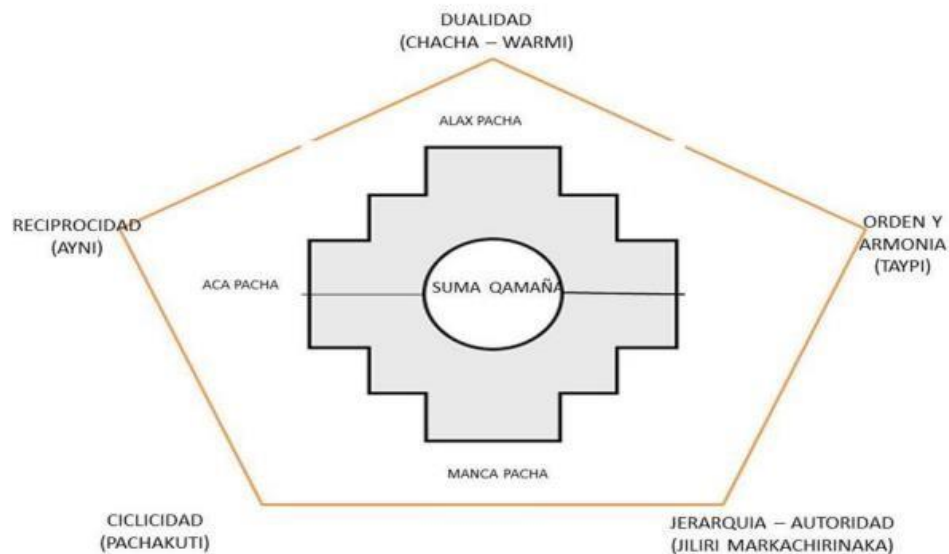 DUALIDAD
(CHACHA – WARMI)
ALAX PACHA
RECIPROCIDAD
(AYNI)
ORDEN Y
ARMONIA
(TAYPI)
ACA PACHA
SUMA QAMAÑA
MANCA PACHA
CICLICIDAD
(PACHAKUTI)
JERARQUIA – AUTORIDAD
(JILIRI MARKACHIRINAKA)